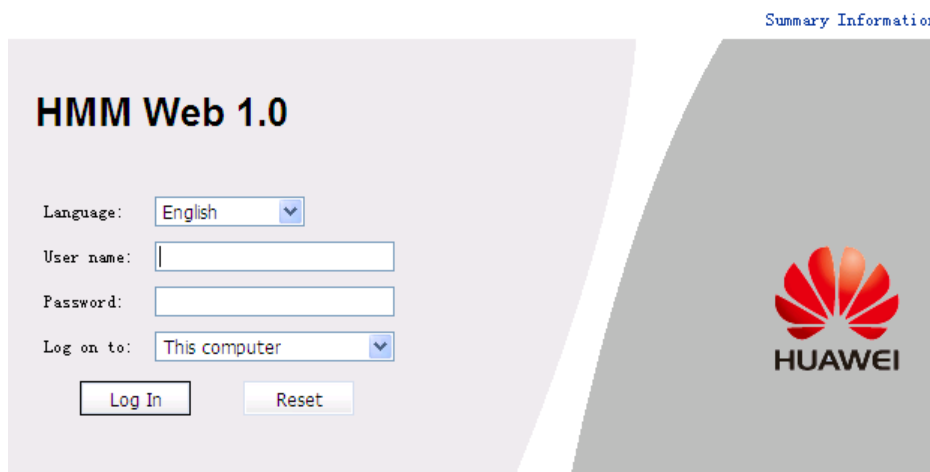 Summary Information
HMM Web 1.0
Language: English
User name:
Password:
Log on to: This computer
Log In Reset
HUAWEI